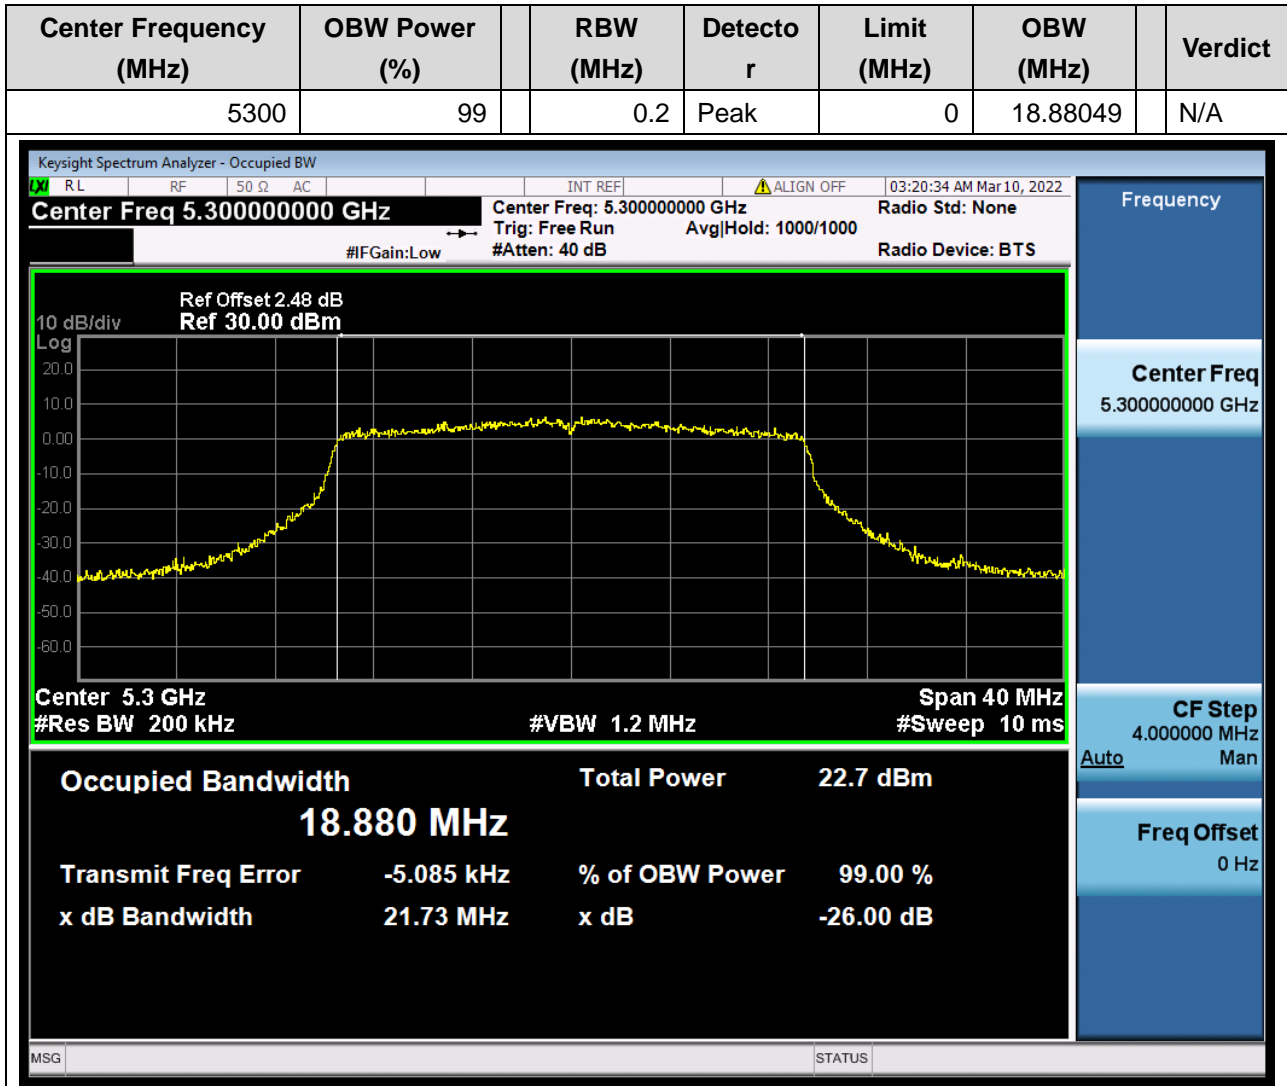 Center Frequency (MHz) OBW Power (%) RBW (MHz) Detecto r Limit (MHz) OBW (MHz) Verdict
5300 99 0.2 Peak 0 18.88049 N/A
Keysight Spectrum Analyzer - Occupied BW
LXI RL RF 50 Ω AC INT REF ALIGN OFF 03:20:34 AM Mar 10, 2022
Center Freq 5.300000000 GHz
Center Freq: 5.300000000 GHz Radio Std: None
Trig: Free Run Avg|Hold: 1000/1000
#IFGain:Low #Atten: 40 dB Radio Device: BTS
Ref Offset 2.48 dB
10 dB/div Ref 30.00 dBm
Log
20.0
10.0
0.00
-10.0
-20.0
-30.0
-40.0
-50.0
-60.0
Center 5.3 GHz Span 40 MHz
#Res BW 200 kHz #VBW 1.2 MHz #Sweep 10 ms
Occupied Bandwidth Total Power 22.7 dBm
18.880 MHz
Transmit Freq Error -5.085 kHz % of OBW Power 99.00 %
x dB Bandwidth 21.73 MHz x dB -26.00 dB
Frequency
Center Freq
5.300000000 GHz
CF Step
4.000000 MHz
Auto Man
Freq Offset
0 Hz
MSG STATUS